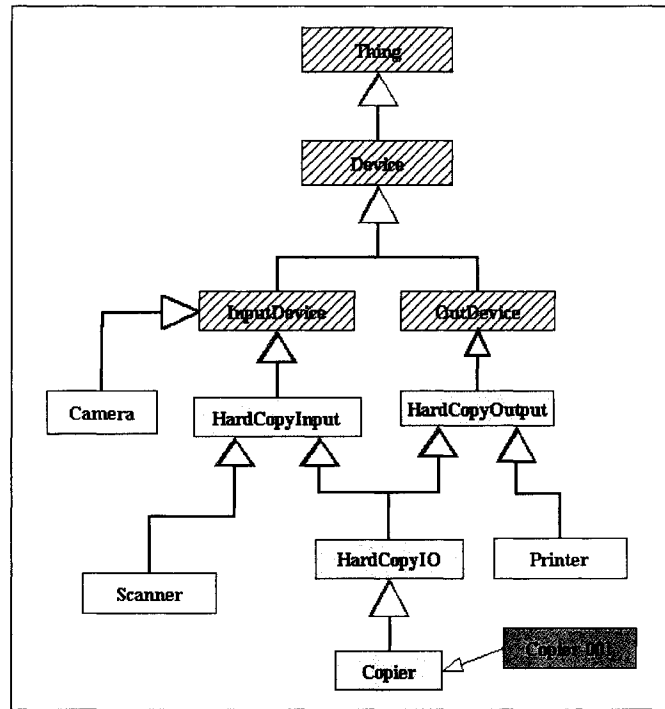 Thing
Device
InputDevice
OutDevice
Camera
HardCopyInput
HardCopyOutput
HardCopyIO
Printer
Scanner
Copier
Copier-001